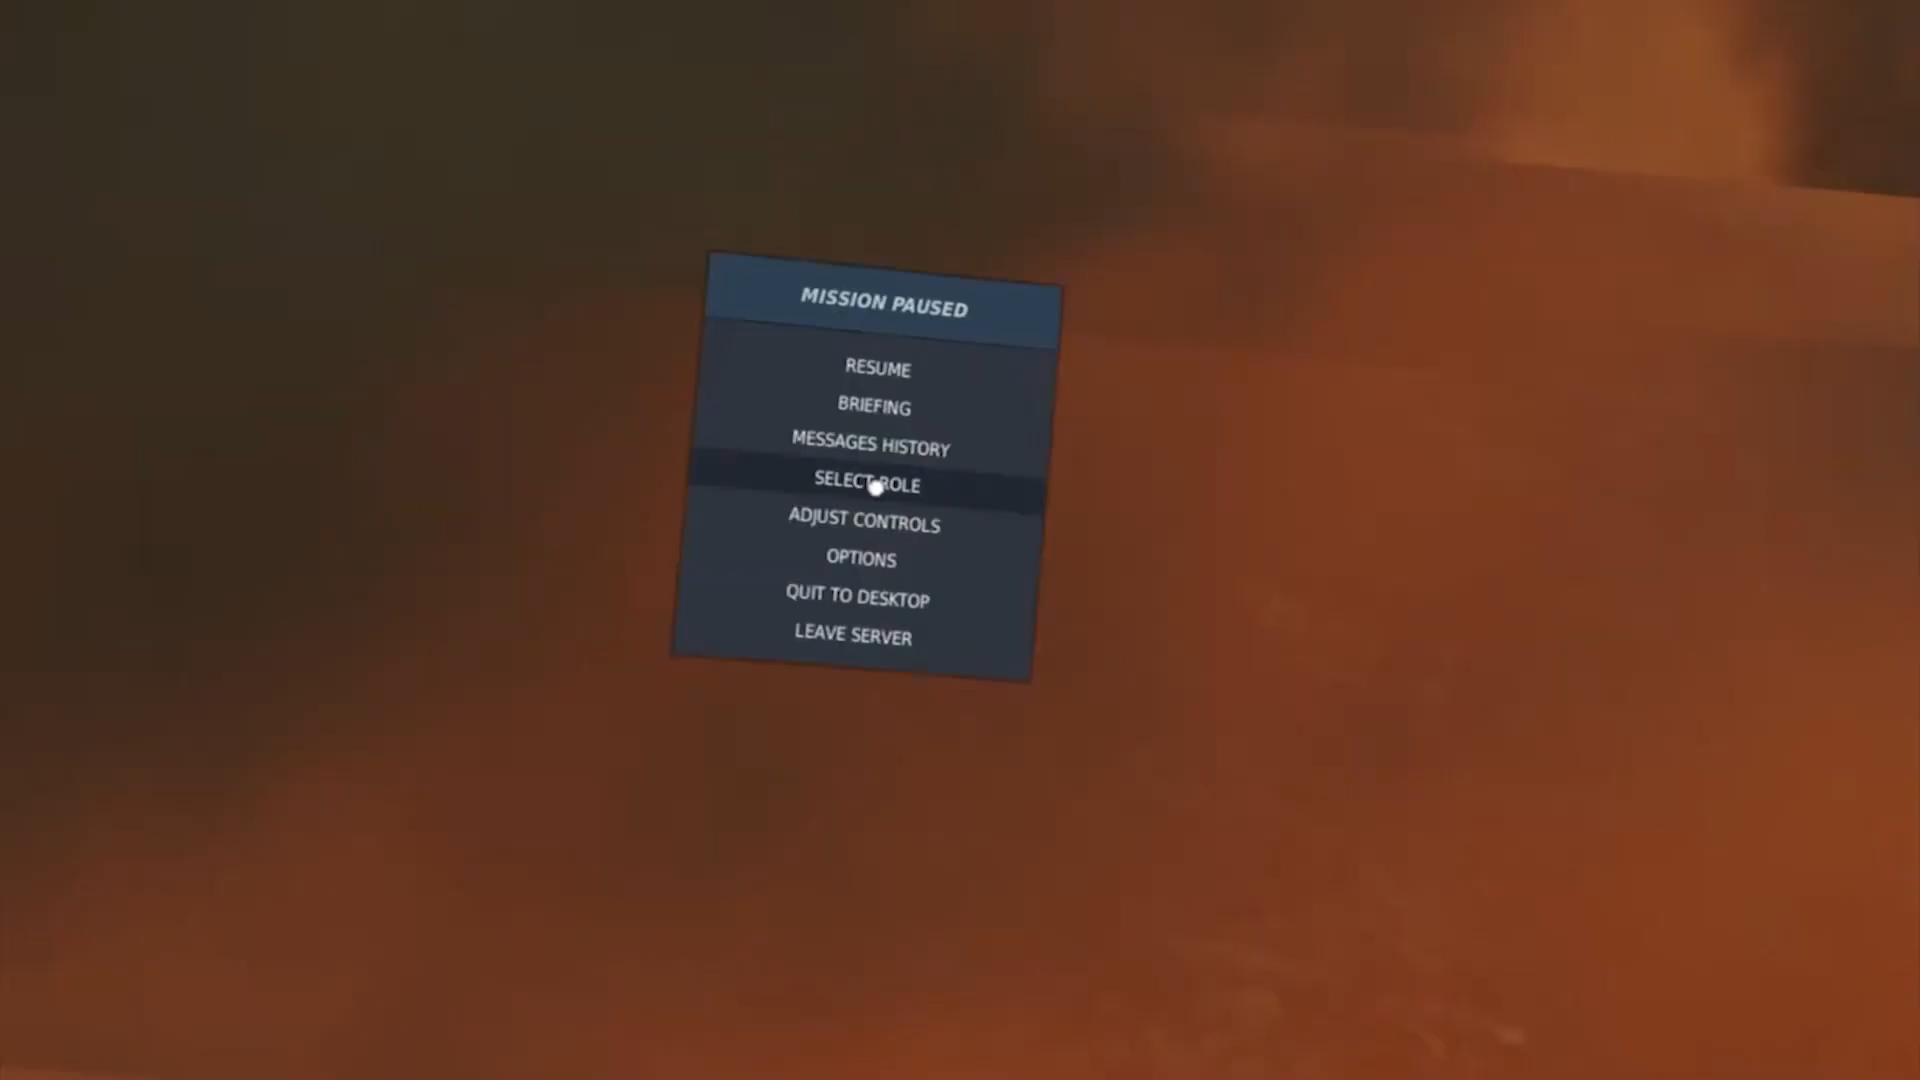 MISSION PAUSED
RESUME
BRIEFING
MESSAGES HISTORY
SELECT ROLE
ADJUST CONTROLS
OPTIONS
QUIT TO DESKTOP
LEAVE SERVER